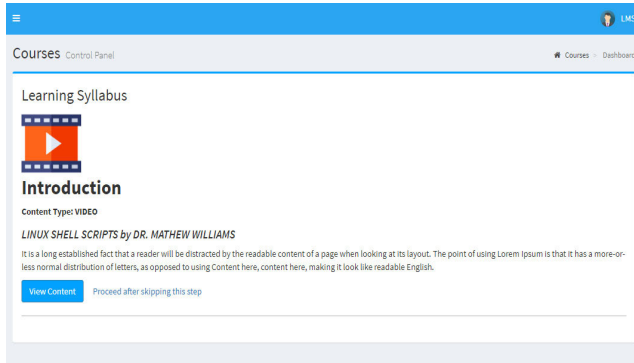 LMS
Courses Control Panel
Courses > Dashboard
Learning Syllabus
Introduction
Content Type: VIDEO
LINUX SHELL SCRIPTS by DR. MATHEW WILLIAMS
It is a long established fact that a reader will be distracted by the readable content of a page when looking at its layout. The point of using Lorem Ipsum is that it has a more-or-
less normal distribution of letters, as opposed to using Content here, content here, making it look like readable English.
View Content Proceed after skipping this step